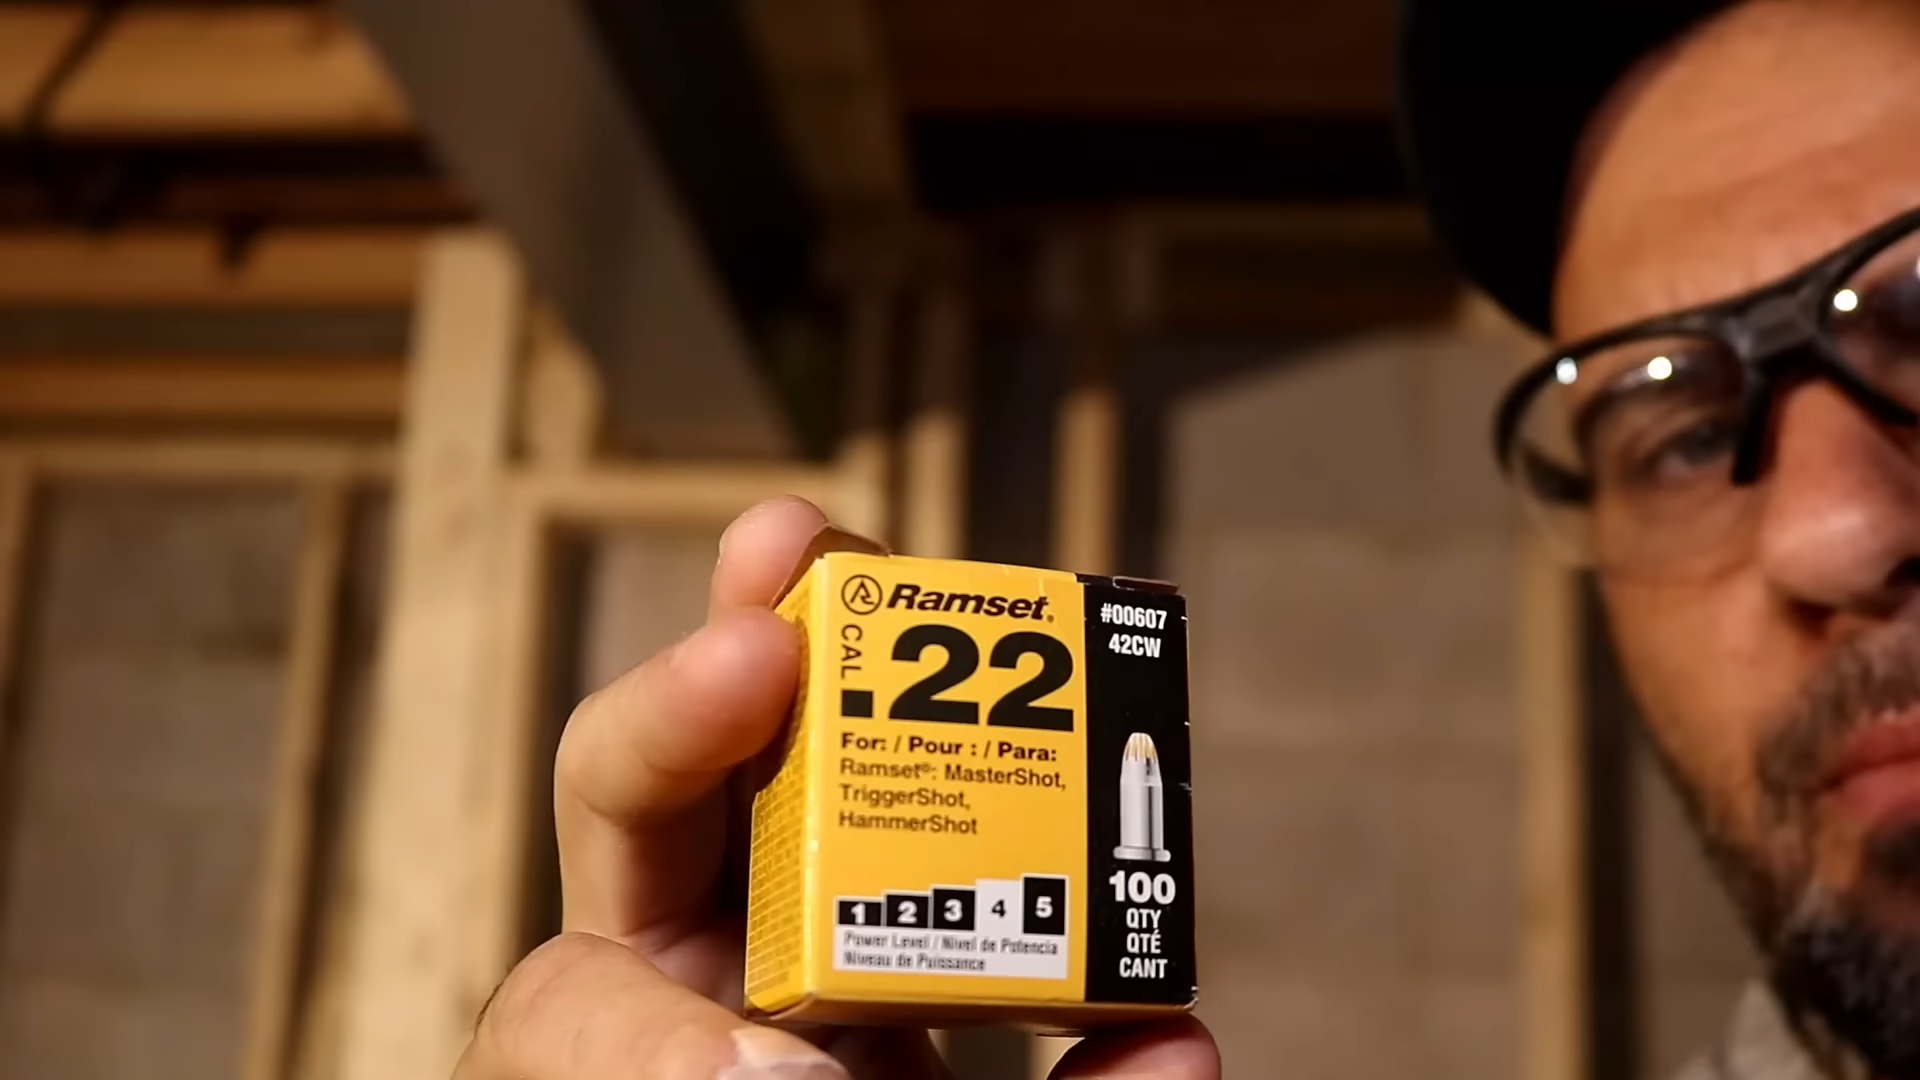 Ramset®
CAL
.22
For: / Pour : / Para:
Ramset®: MasterShot,
TriggerShot,
HammerShot
1 2 3 4 5
Power Level / Nivel de Potencia
Niveau de Puissance
#00607
42CW
100
QTY
QTÉ
CANT